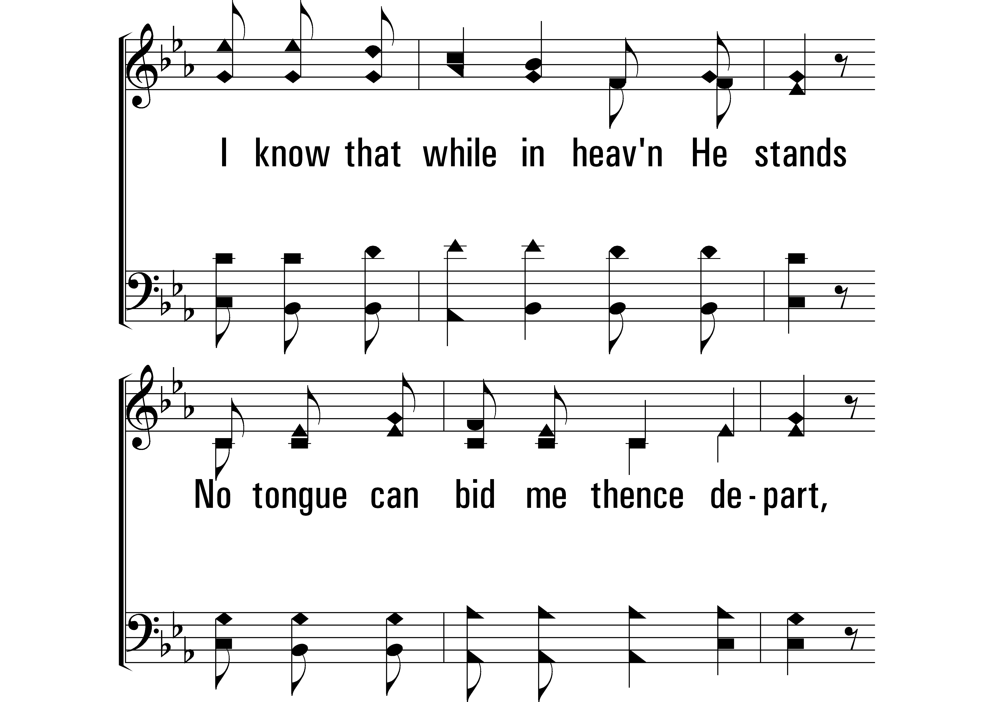 I know that while in heav'n He stands
No tongue can bid me thence de - part,